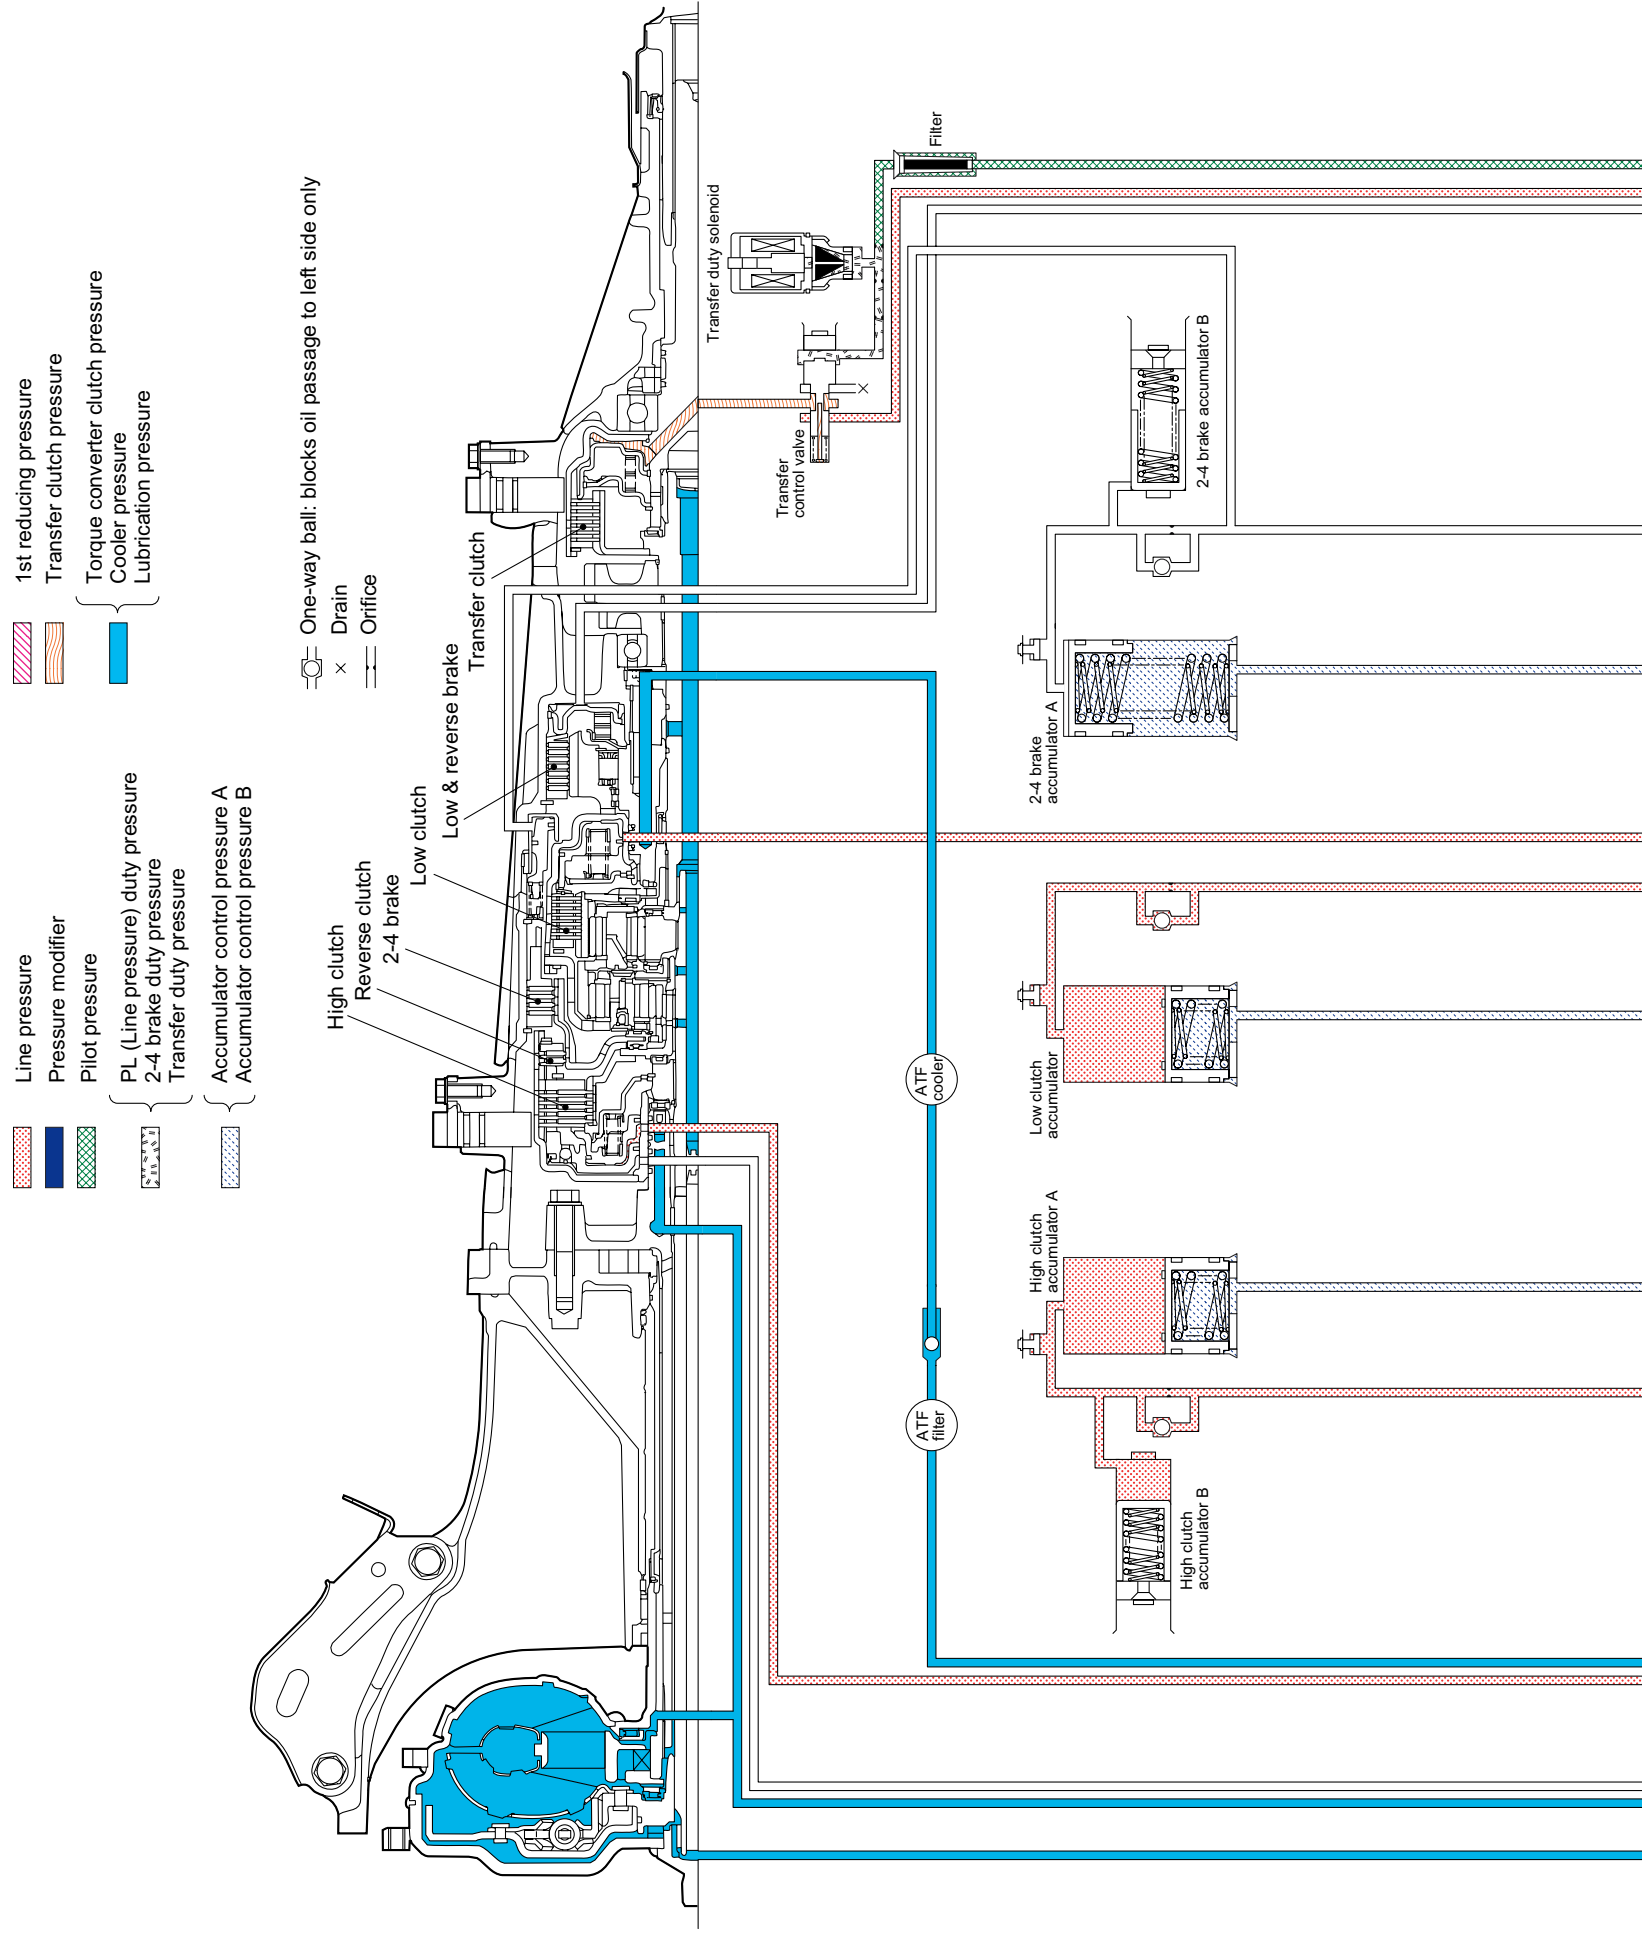 Line pressure
Pressure modifier
Pilot pressure
PL (Line pressure) duty pressure
2-4 brake duty pressure
Transfer duty pressure
Accumulator control pressure A
Accumulator control pressure B
1st reducing pressure
Transfer clutch pressure
Torque converter clutch pressure
Cooler pressure
Lubrication pressure
One-way ball: blocks oil passage to left side only
Drain
Orifice
High clutch
Reverse clutch
2-4 brake
Low clutch
Low & reverse brake
Transfer clutch
Transfer duty solenoid
Filter
Transfer
control valve
ATF
filter
ATF
cooler
High clutch
accumulator B
High clutch
accumulator A
Low clutch
accumulator
2-4 brake
accumulator A
2-4 brake accumulator B